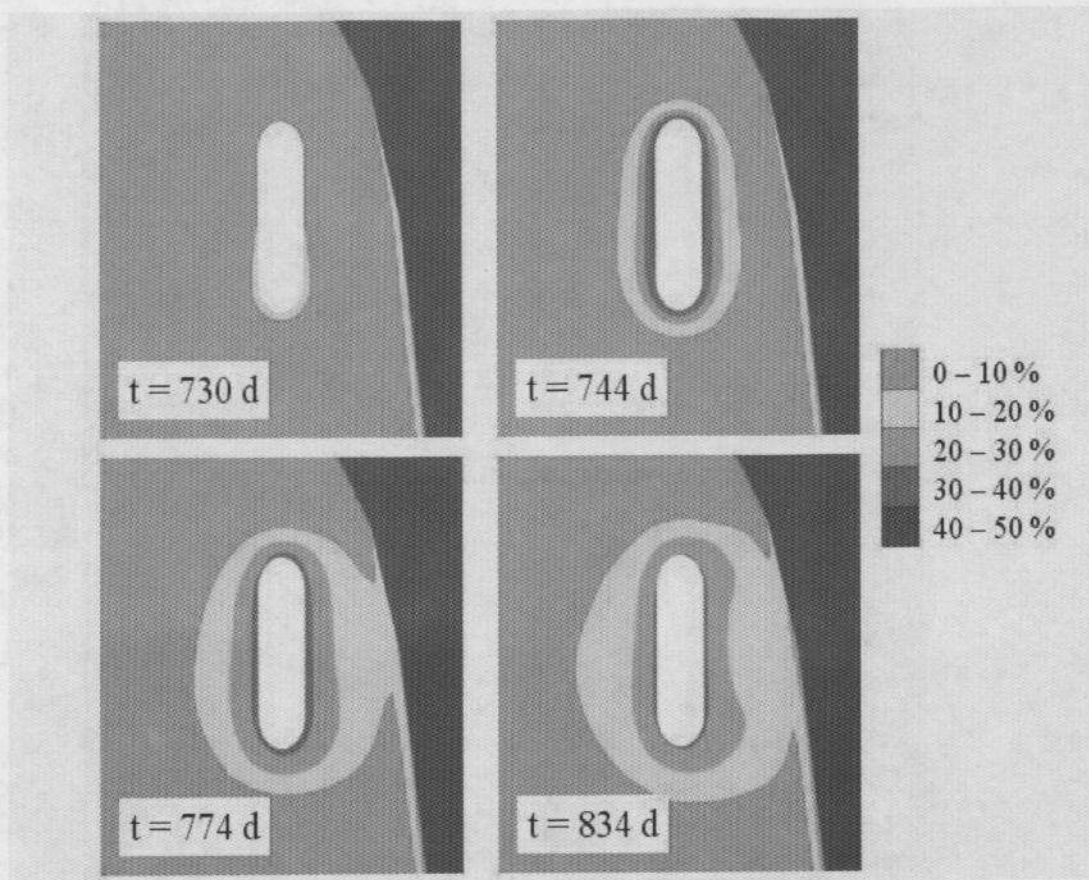 t = 730 d
t = 744 d
0 – 10 %
10 – 20 %
20 – 30 %
30 – 40 %
40 – 50 %
t = 774 d
t = 834 d